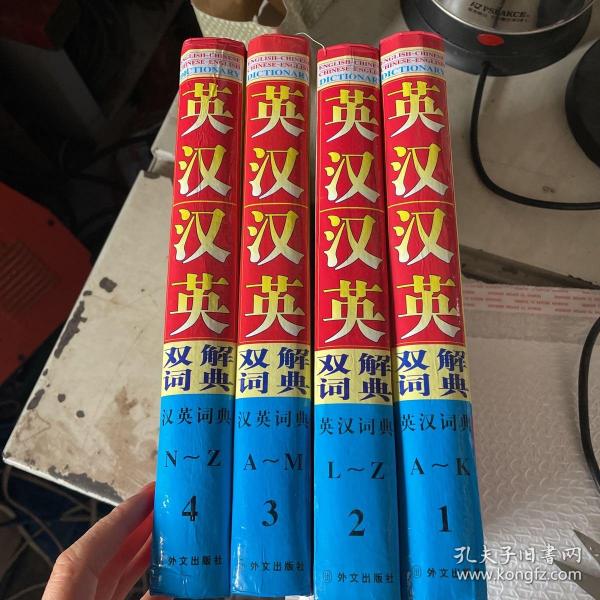 ENGLISH-CHINESE
CHINESE-ENGLISH
DICTIONARY
英汉汉英
双解
词典
汉英词典
N～Z
4
外文出版社
ENGLISH-CHINESE
CHINESE-ENGLISH
DICTIONARY
英汉汉英
双解
词典
汉英词典
A～M
3
外文出版社
ENGLISH-CHINESE
CHINESE-ENGLISH
DICTIONARY
英汉汉英
双解
词典
英汉词典
L～Z
2
外文出版社
ENGLISH-CHINESE
CHINESE-ENGLISH
DICTIONARY
英汉汉英
双解
词典
英汉词典
A～K
1
外文出版社
孔夫子旧书网
www.kongfz.com